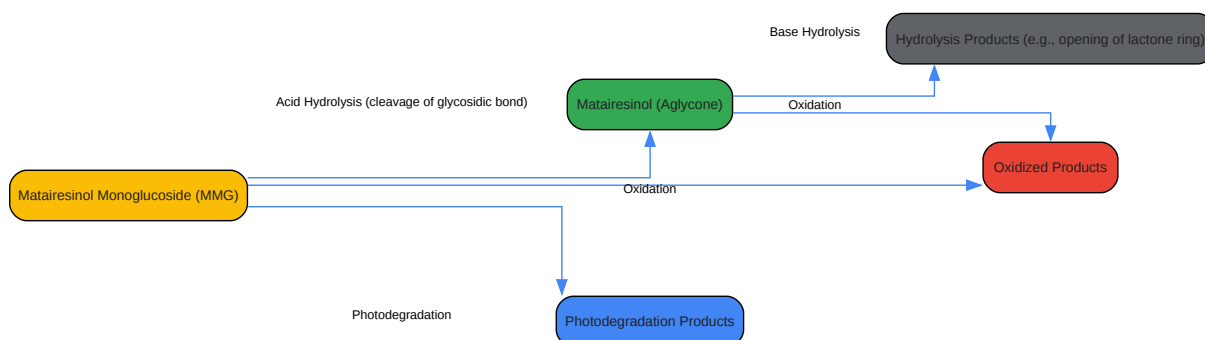 Base Hydrolysis
Hydrolysis Products (e.g., opening of lactone ring)
Acid Hydrolysis (cleavage of glycosidic bond)
Matairesinol (Aglycone)
Oxidation
Oxidized Products
Matairesinol Monoglucoside (MMG)
Oxidation
Photodegradation
Photodegradation Products